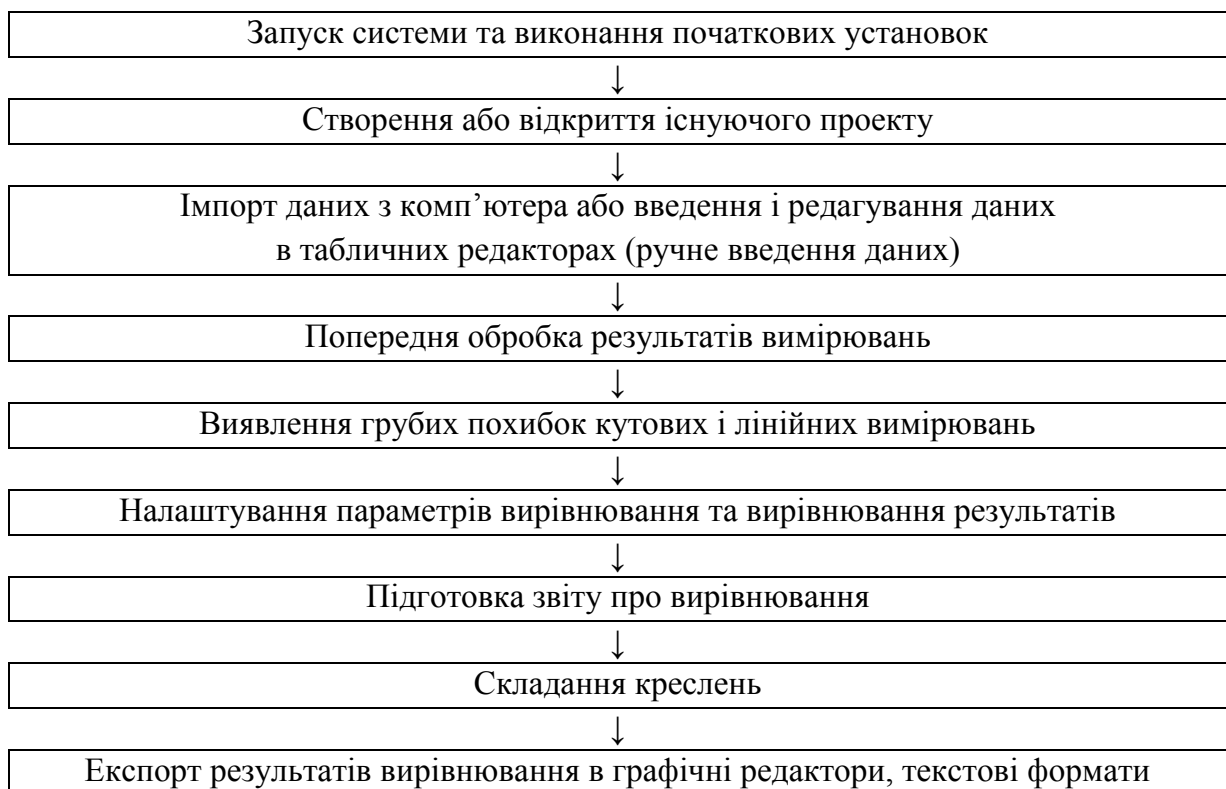 Запуск системи та виконання початкових установок
↓
Створення або відкриття існуючого проекту
↓
Імпорт даних з комп’ютера або введення і редагування даних
в табличних редакторах (ручне введення даних)
↓
Попередня обробка результатів вимірювань
↓
Виявлення грубих похибок кутових і лінійних вимірювань
↓
Налаштування параметрів вирівнювання та вирівнювання результатів
↓
Підготовка звіту про вирівнювання
↓
Складання креслень
↓
Експорт результатів вирівнювання в графічні редактори, текстові формати